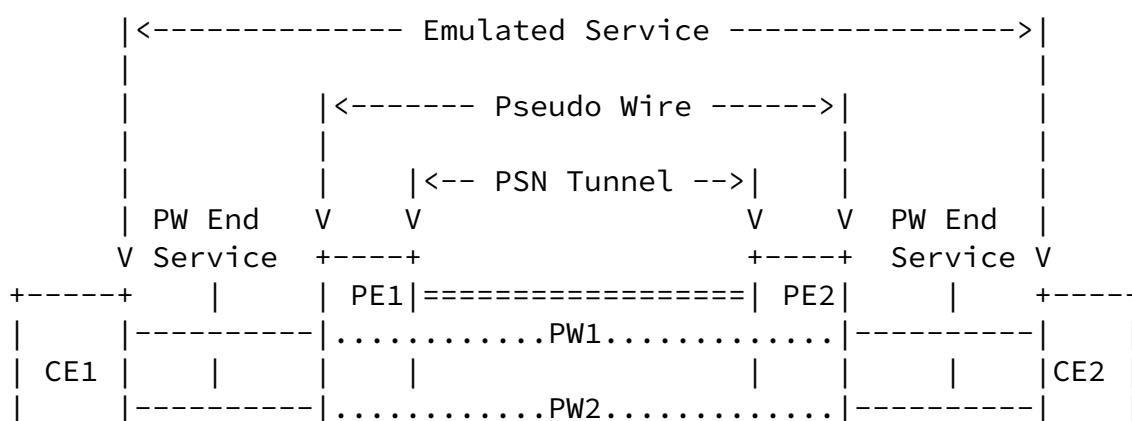 |<-------------- Emulated Service ---------------->|
|                                                  |
|          |<------- Pseudo Wire ------>|          |
|          |                            |          |
|          |    |<-- PSN Tunnel -->|    |          |
| PW End   V    V                  V    V  PW End  |
V Service  +----+                  +----+  Service V
+-----+    |     | PE1|==================| PE2|     |    +-----
|     |----------|............PW1.............|----------|     |
| CE1 |    |     |    |                  |    |     |    |CE2  |
|     |----------|............PW2.............|----------|     |